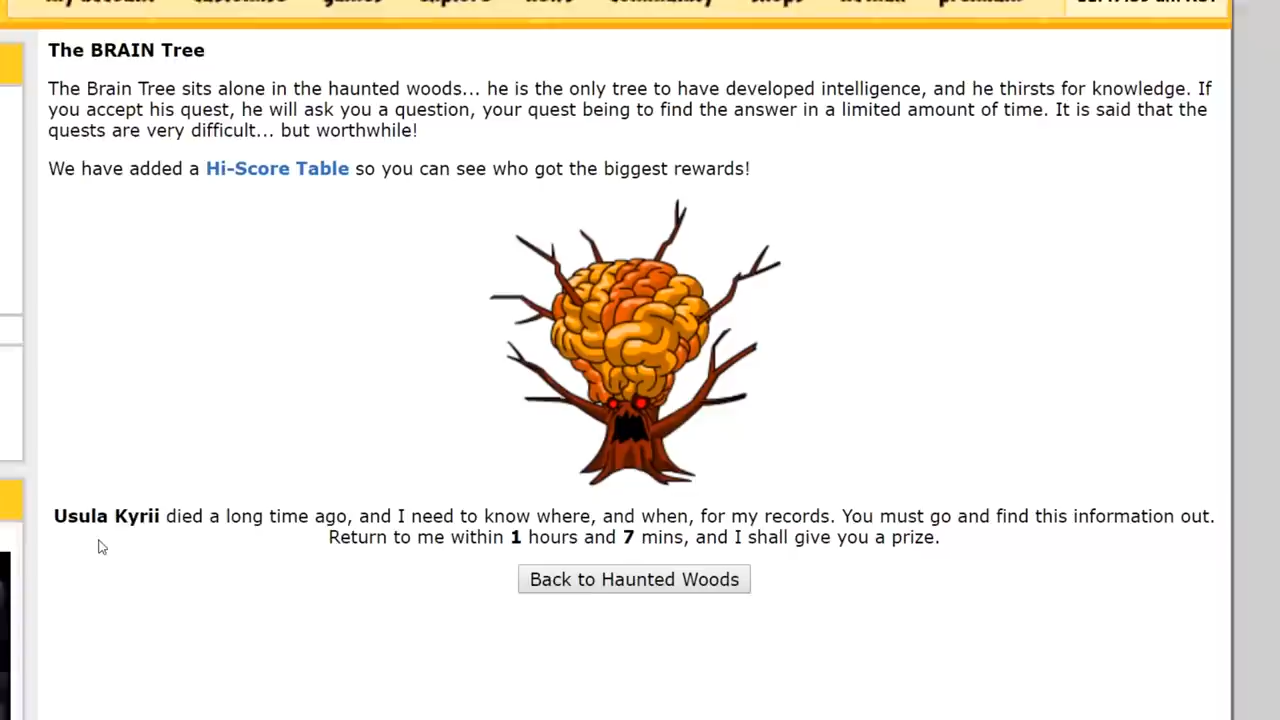 The BRAIN Tree
The Brain Tree sits alone in the haunted woods... he is the only tree to have developed intelligence, and he thirsts for knowledge. If
you accept his quest, he will ask you a question, your quest being to find the answer in a limited amount of time. It is said that the
quests are very difficult... but worthwhile!
We have added a Hi-Score Table so you can see who got the biggest rewards!
Usula Kyrii died a long time ago, and I need to know where, and when, for my records. You must go and find this information out.
Return to me within 1 hours and 7 mins, and I shall give you a prize.
Back to Haunted Woods